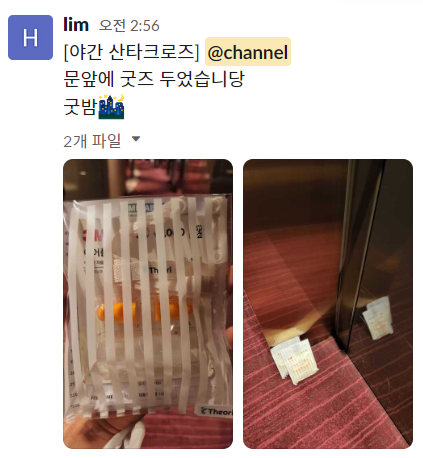 H
lim 오전 2:56
[야간 산타크로즈] @channel
문앞에 굿즈 두었습니당
굿밤
2개 파일
Theori
Theori